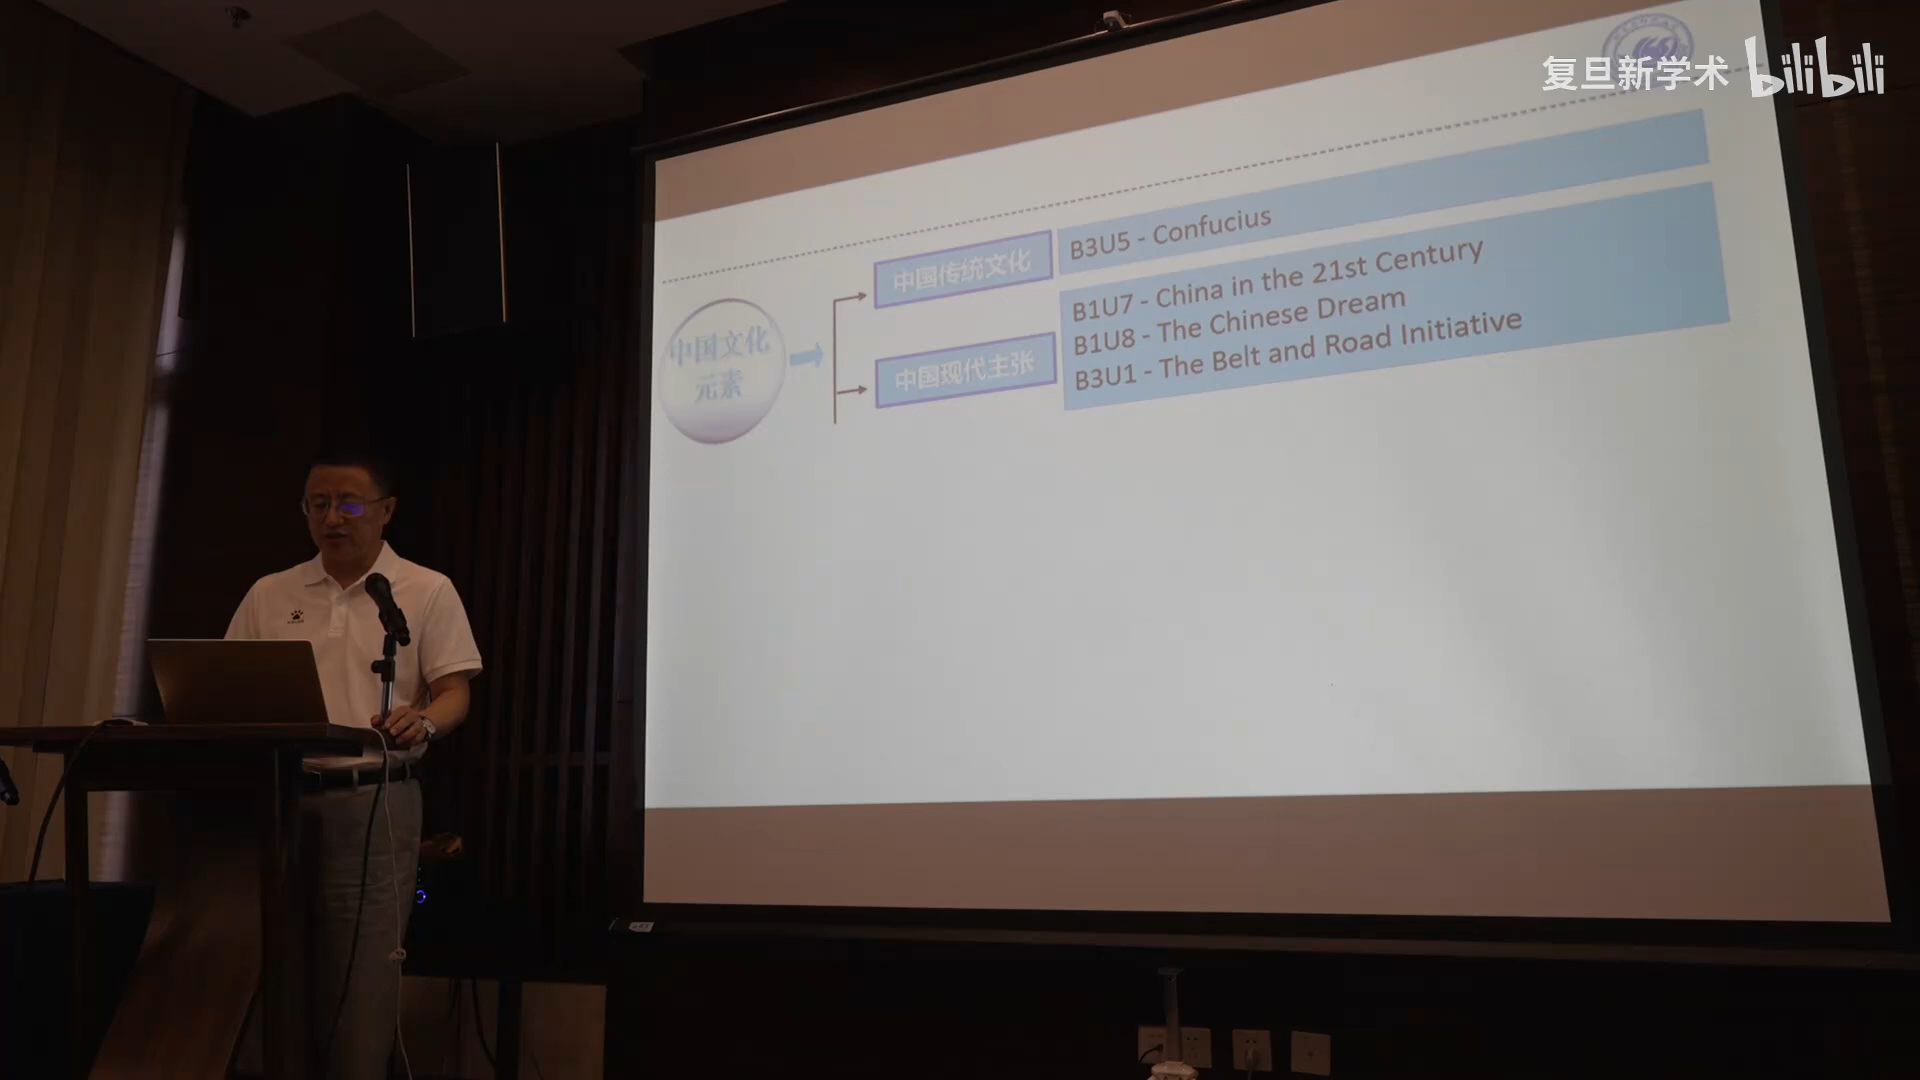 复旦新学术 bilibili
中国文化
元素
中国传统文化
B3U5 - Confucius
中国现代主张
B1U7 - China in the 21st Century
B1U8 - The Chinese Dream
B3U1 - The Belt and Road Initiative